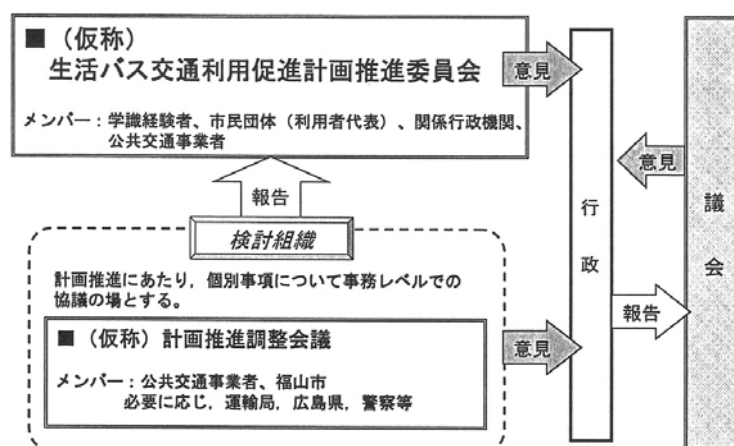 ■（仮称）
生活バス交通利用促進計画推進委員会
メンバー：学識経験者、市民団体（利用者代表）、関係行政機関、
公共交通事業者
意見
報告
検討組織
計画推進にあたり，個別事項について事務レベルでの
協議の場とする。
■（仮称）計画推進調整会議
メンバー：公共交通事業者、福山市
必要に応じ，運輸局，広島県，警察等
意見
行政
意見
報告
議会